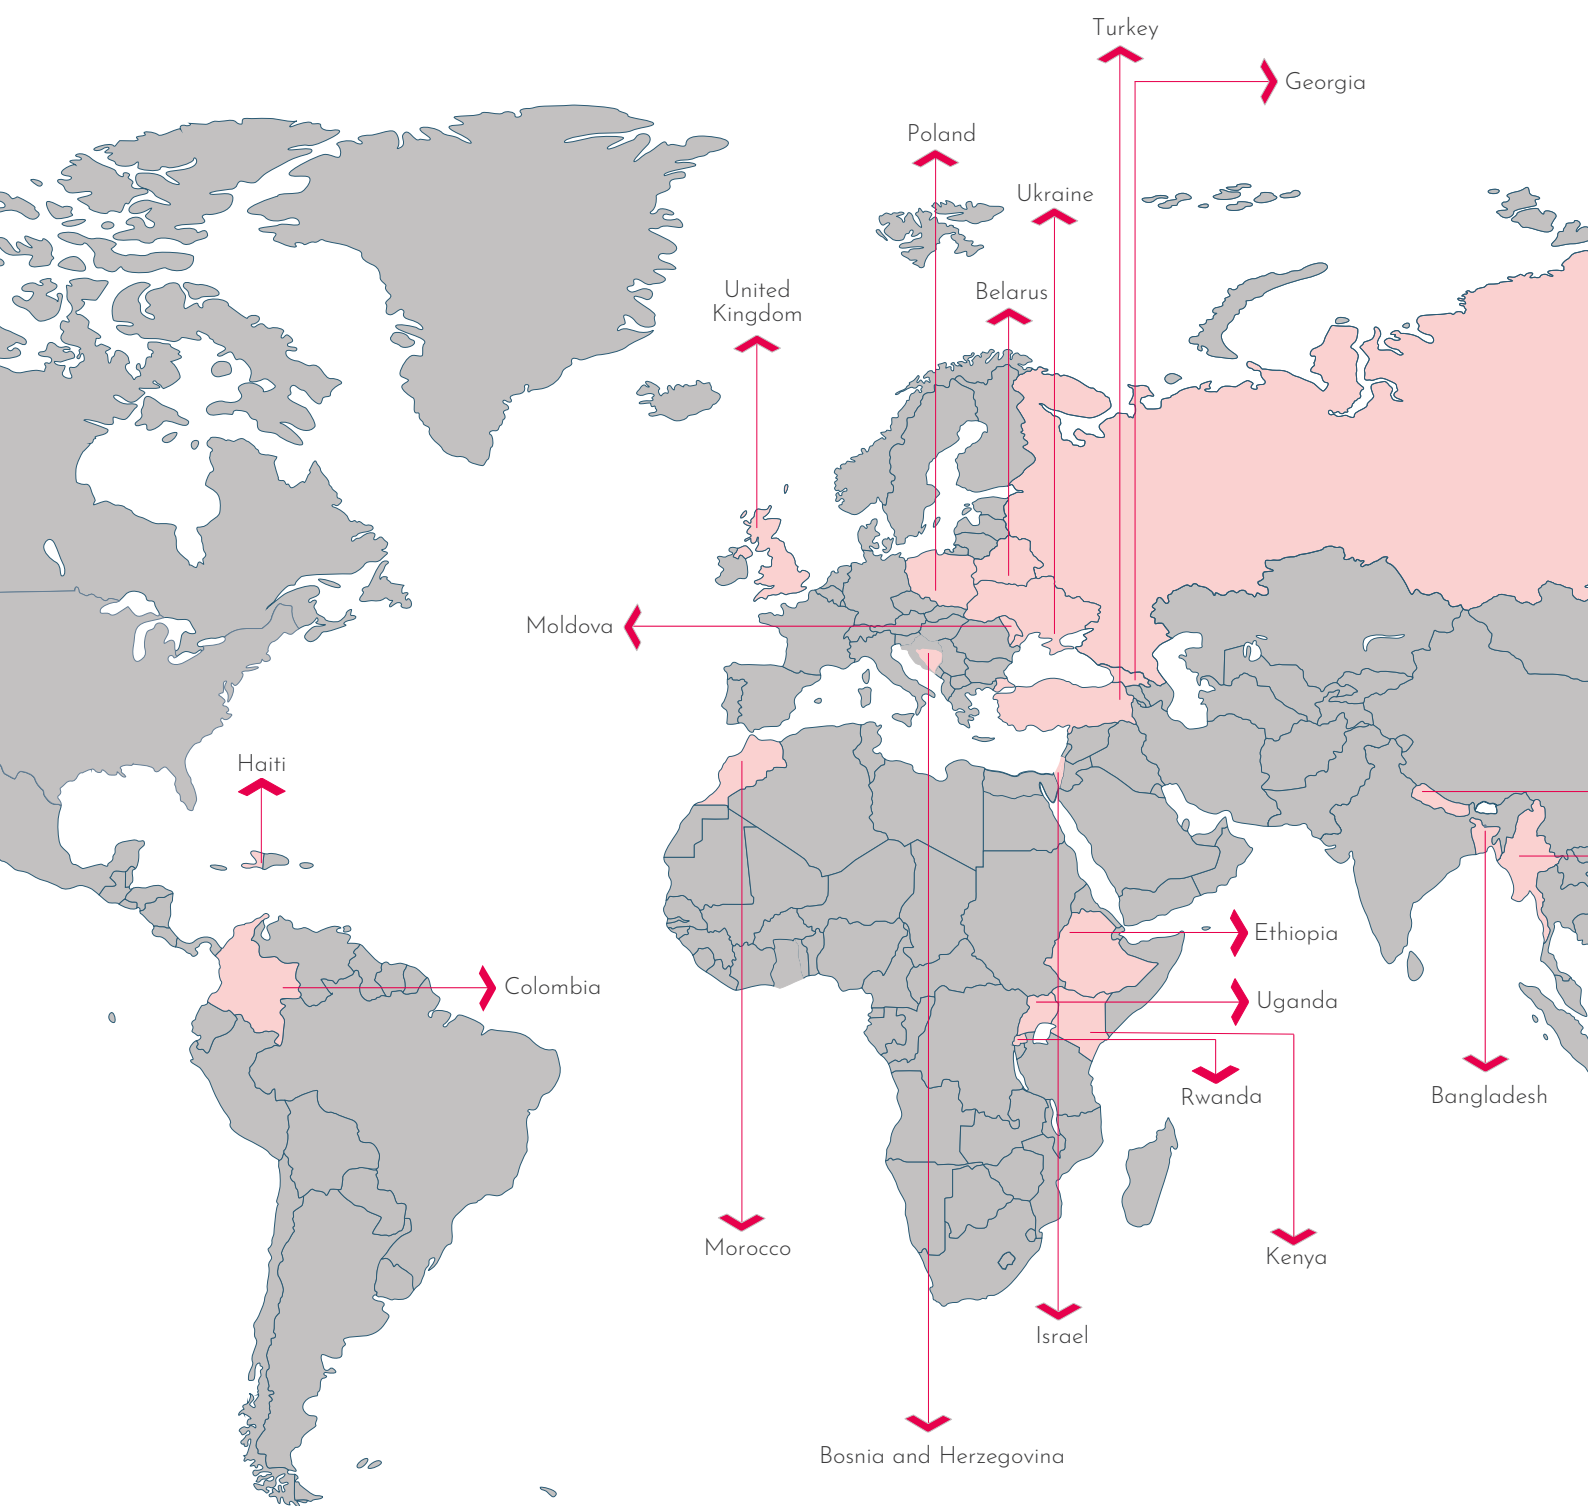 Turkey
Georgia
Poland
Ukraine
United
Kingdom
Belarus
Moldova
Haiti
Ethiopia
Colombia
Uganda
Rwanda
Bangladesh
Morocco
Kenya
Israel
Bosnia and Herzegovina